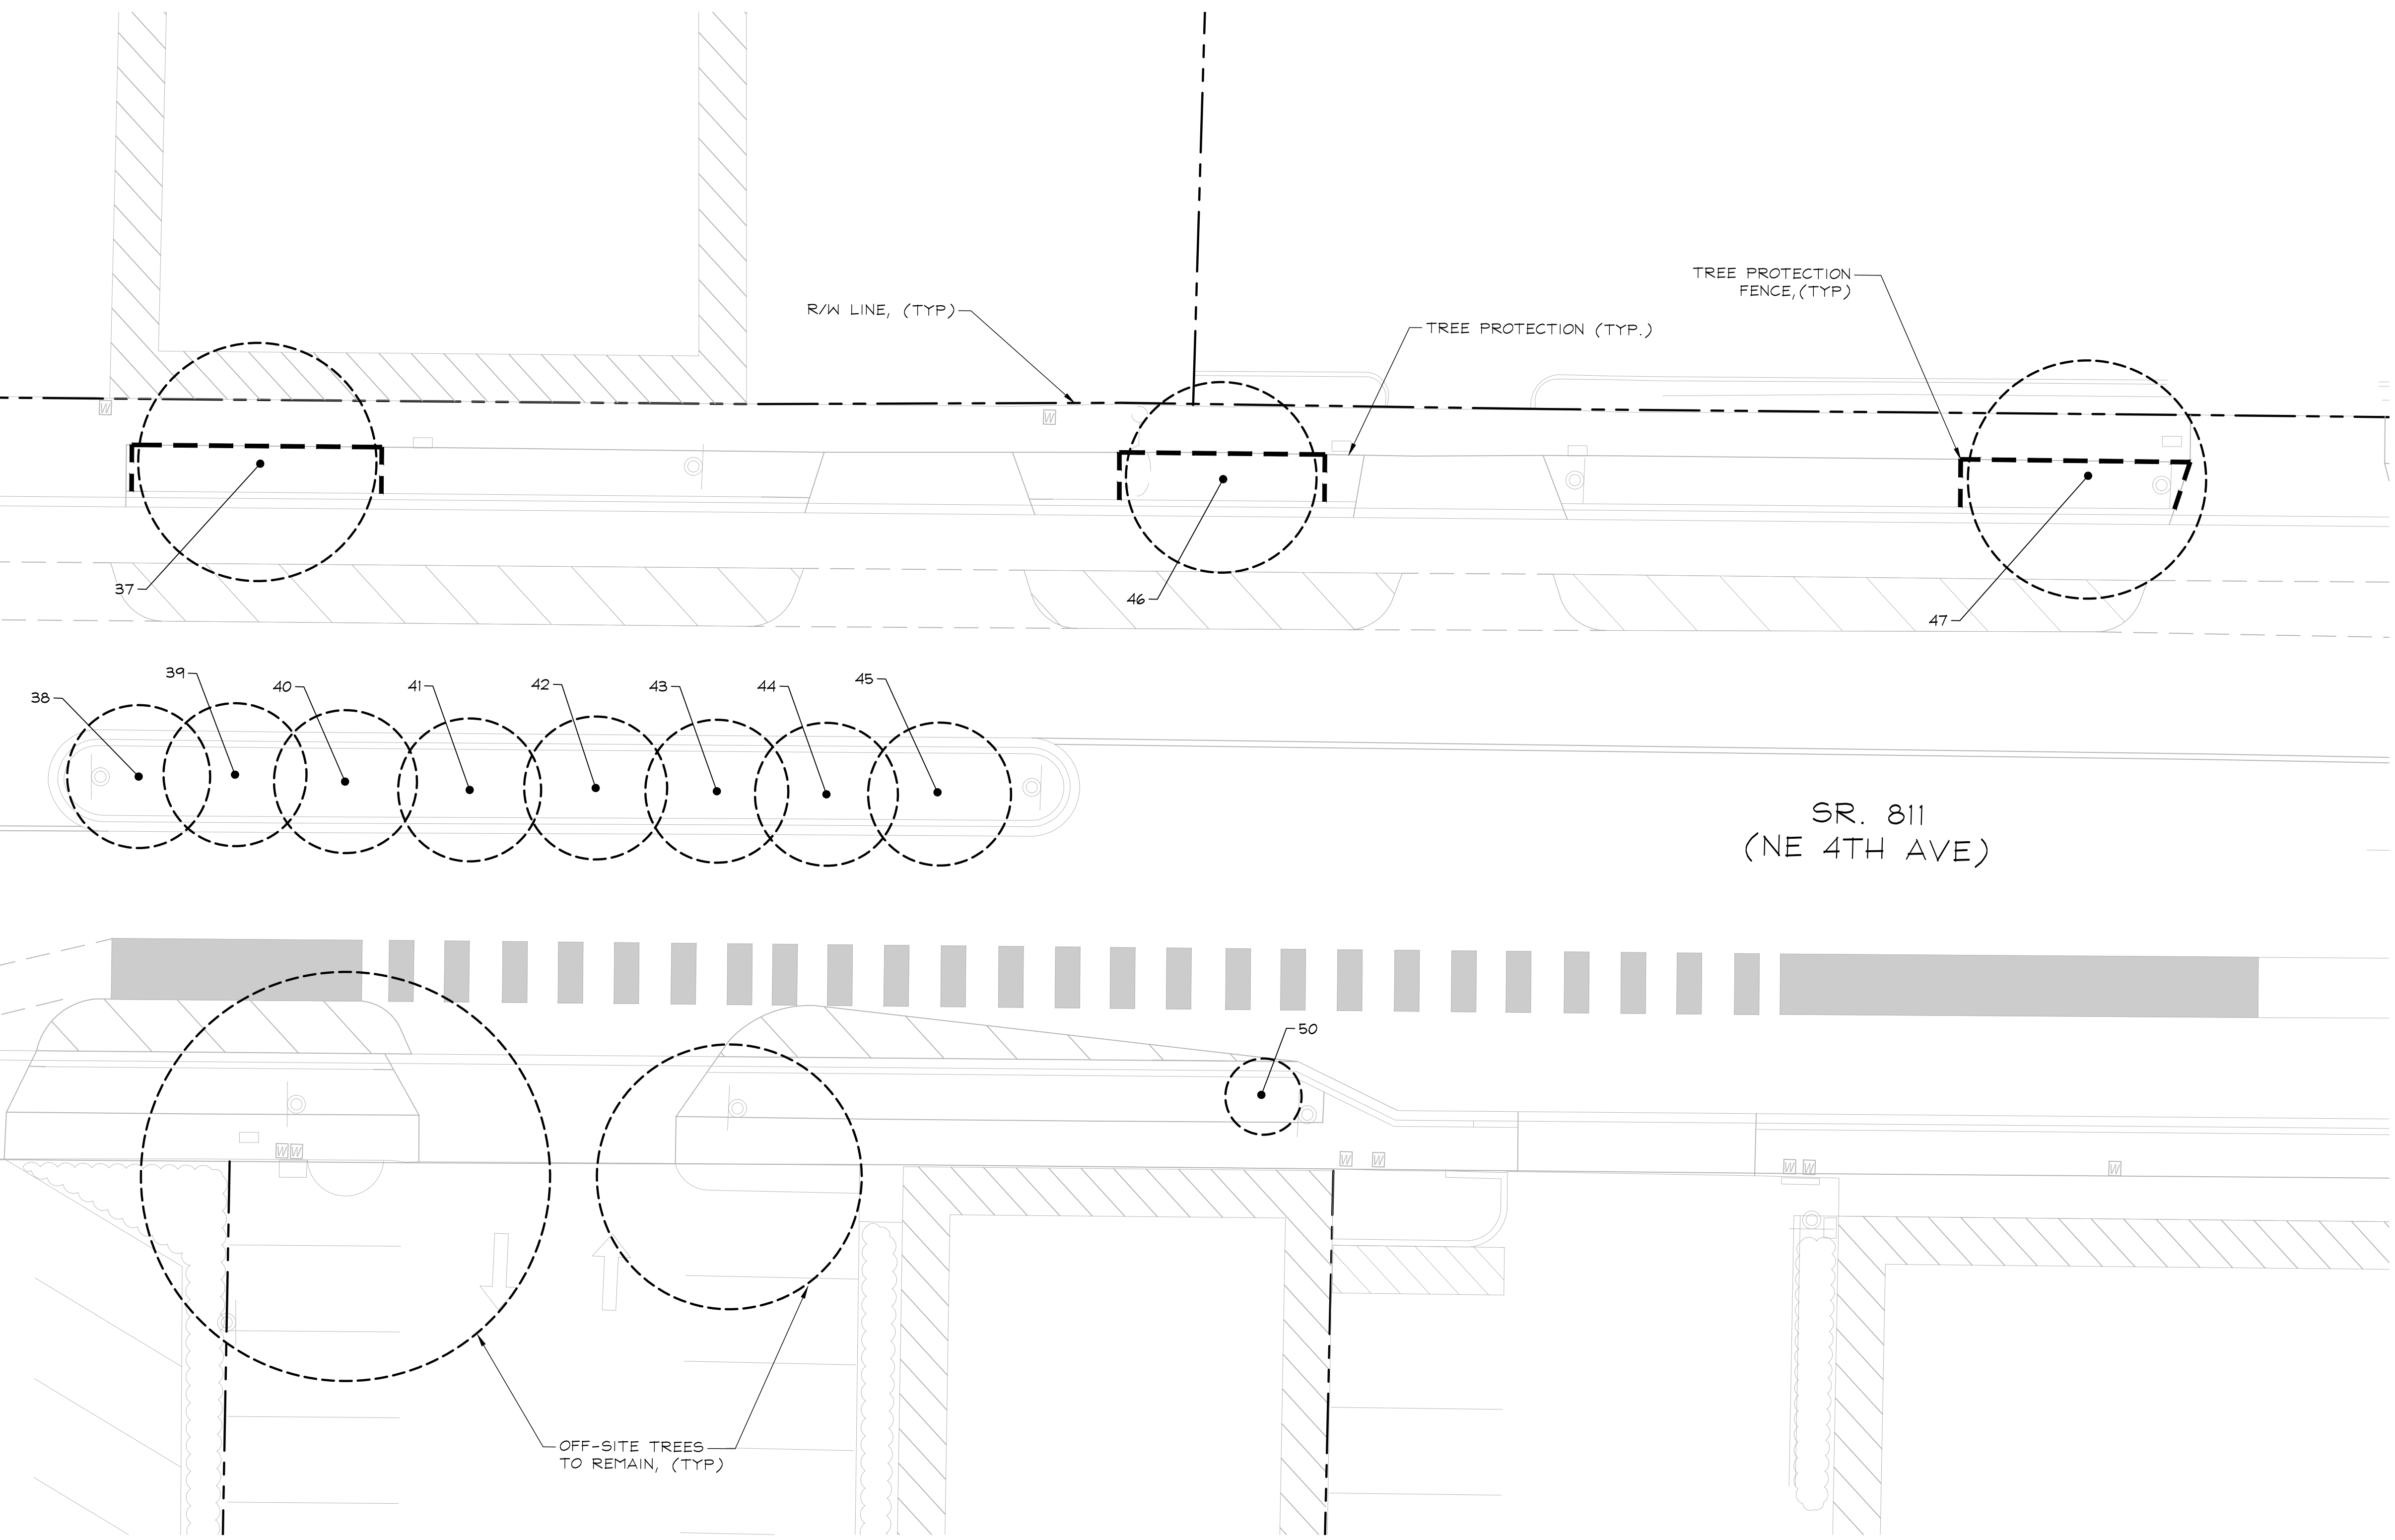 TREE PROTECTION
FENCE,(TYP)
R/W LINE, (TYP)
TREE PROTECTION (TYP.)
W
W
37
46
47
38
39
40
41
42
43
44
45
SR. 811
(NE 4TH AVE)
50
W W
W W
W W
W
OFF-SITE TREES
TO REMAIN, (TYP)